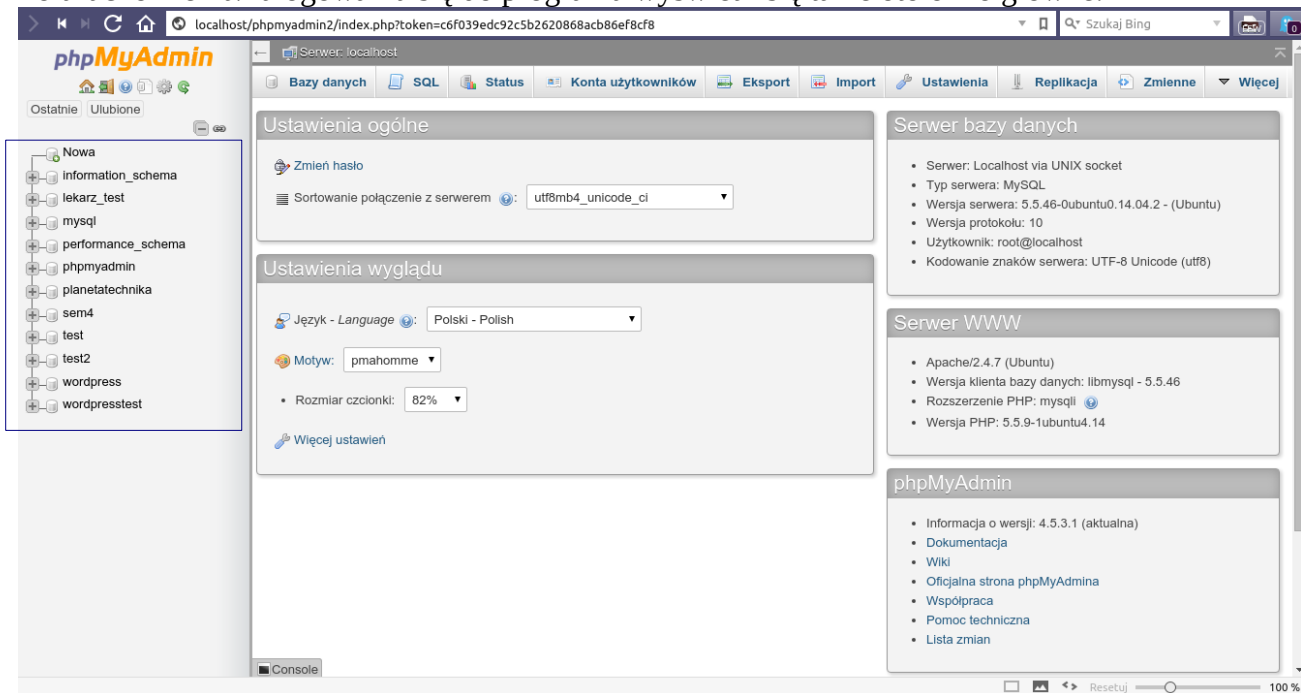 localhost/phpmyadmin2/index.php?token=c6f039edc92c5b2620868acb86ef8cf8
Szukaj Bing
phpMyAdmin
Ostatnie Ulubione
Nowa
information_schema
lekarz_test
mysql
performance_schema
phpmyadmin
planetatechnika
sem4
test
test2
wordpress
wordpresstest
Serwer: localhost
Bazy danych SQL Status Konta użytkowników Eksport Import Ustawienia Replikacja Zmienne Więcej
Ustawienia ogólne
Zmień hasło
Sortowanie połączenie z serwerem : utf8mb4_unicode_ci
Ustawienia wyglądu
Język - Language : Polski - Polish
Motyw: pmahomme
• Rozmiar czcionki: 82%
Więcej ustawień
Serwer bazy danych
• Serwer: Localhost via UNIX socket
• Typ serwera: MySQL
• Wersja serwera: 5.5.46-0ubuntu0.14.04.2 - (Ubuntu)
• Wersja protokołu: 10
• Użytkownik: root@localhost
• Kodowanie znaków serwera: UTF-8 Unicode (utf8)
Serwer WWW
• Apache/2.4.7 (Ubuntu)
• Wersja klienta bazy danych: libmysql - 5.5.46
• Rozszerzenie PHP: mysqli
• Wersja PHP: 5.5.9-1ubuntu4.14
phpMyAdmin
• Informacja o wersji: 4.5.3.1 (aktualna)
• Dokumentacja
• Wiki
• Oficjalna strona phpMyAdmina
• Współpraca
• Pomoc techniczna
• Lista zmian
Console
Resetuj 100 %